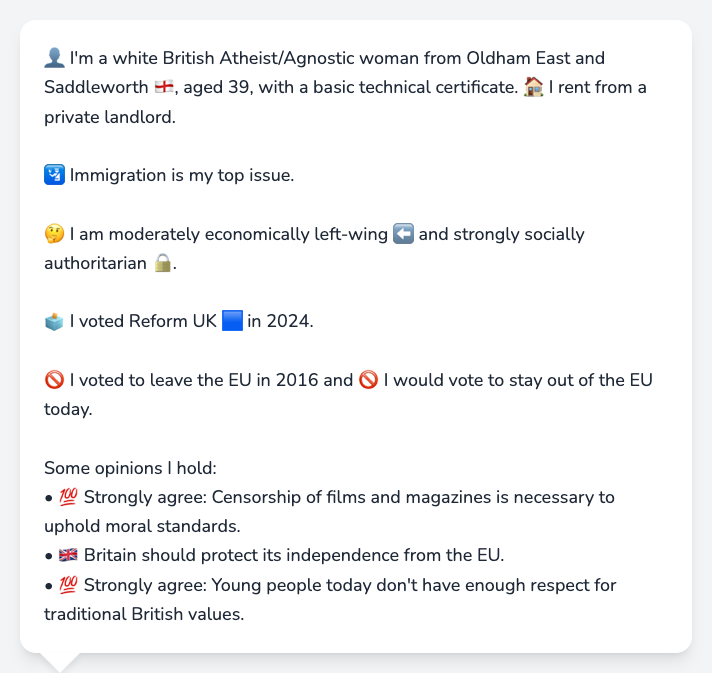 👤 I'm a white British Atheist/Agnostic woman from Oldham East and
Saddleworth 🏴󠁧󠁢󠁥󠁮󠁧󠁿, aged 39, with a basic technical certificate. 🏠 I rent from a
private landlord.
🛂 Immigration is my top issue.
🤔 I am moderately economically left-wing ⬅️ and strongly socially
authoritarian 🔒.
🗳️ I voted Reform UK 🟦 in 2024.
🚫 I voted to leave the EU in 2016 and 🚫 I would vote to stay out of the EU
today.
Some opinions I hold:
• 💯 Strongly agree: Censorship of films and magazines is necessary to
uphold moral standards.
• 🇬🇧 Britain should protect its independence from the EU.
• 💯 Strongly agree: Young people today don't have enough respect for
traditional British values.